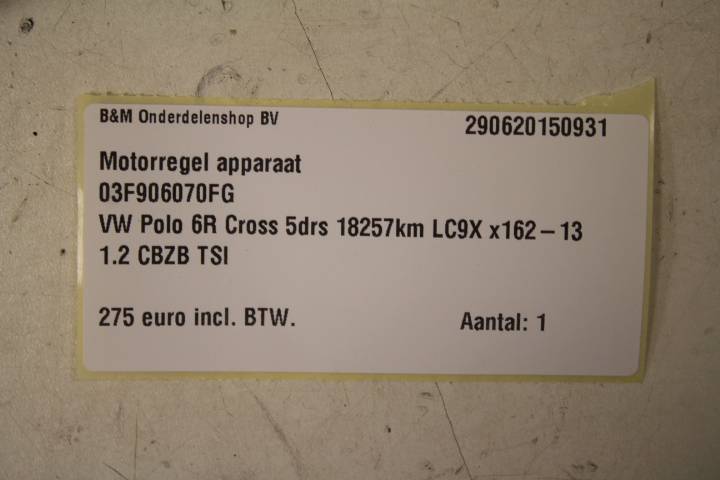 B&M Onderdelenshop BV 290620150931
Motorregel apparaat
03F906070FG
VW Polo 6R Cross 5drs 18257km LC9X x162-13
1.2 CBZB TSI
275 euro incl. BTW. Aantal: 1